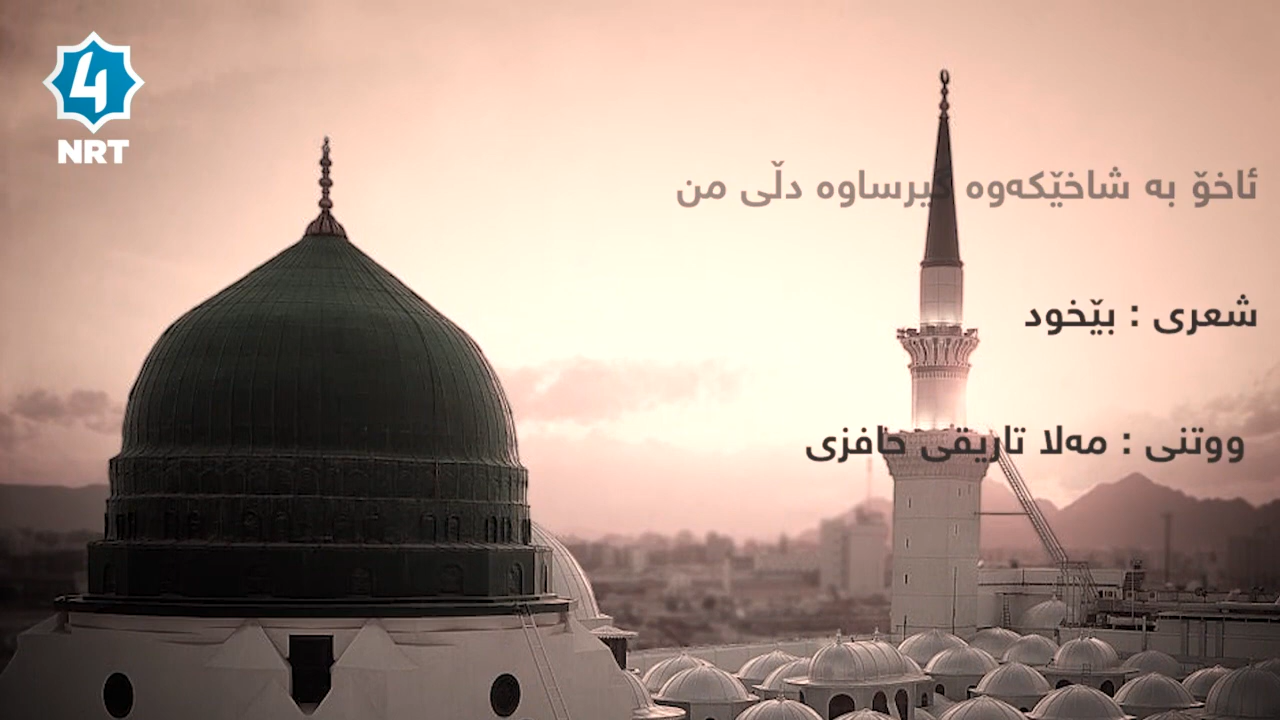 4
NRT
ئاخۆ بە شاخێکەوە گیرساوە دڵی من
شعری : بێخود
ووتنی : مەلا تاریقی حافزی